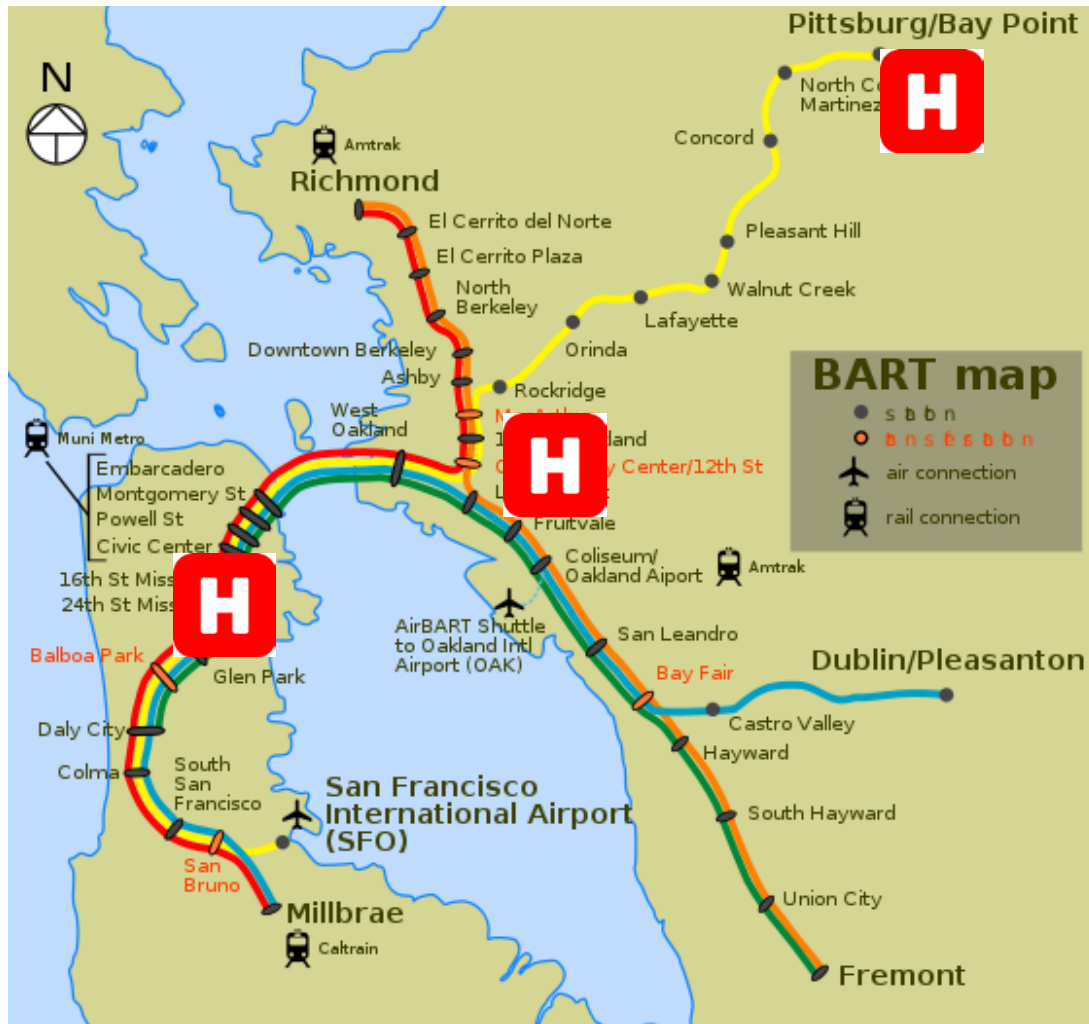 Pittsburg/Bay Point
N
North Co
Martinez
H
Concord
Amtrak
Richmond
El Cerrito del Norte
Pleasant Hill
El Cerrito Plaza
North
Berkeley
Walnut Creek
Lafayette
Downtown Berkeley
Orinda
Ashby
Rockridge
BART map
West
Oakland
Muni Metro
H
y Center/12th St
Embarcadero
air connection
Montgomery St
Powell St
rail connection
Fruitvale
Civic Center
Coliseum/
Oakland Aiport
Amtrak
16th St Miss
24th St Miss
H
AirBART Shuttle
to Oakland Intl
Airport (OAK)
San Leandro
Balboa Park
Glen Park
Bay Fair
Dublin/Pleasanton
Castro Valley
Daly City
Hayward
Colma
South
San
Francisco
San Francisco
International Airport
(SFO)
South Hayward
San
Bruno
Union City
Millbrae
Caltrain
Fremont